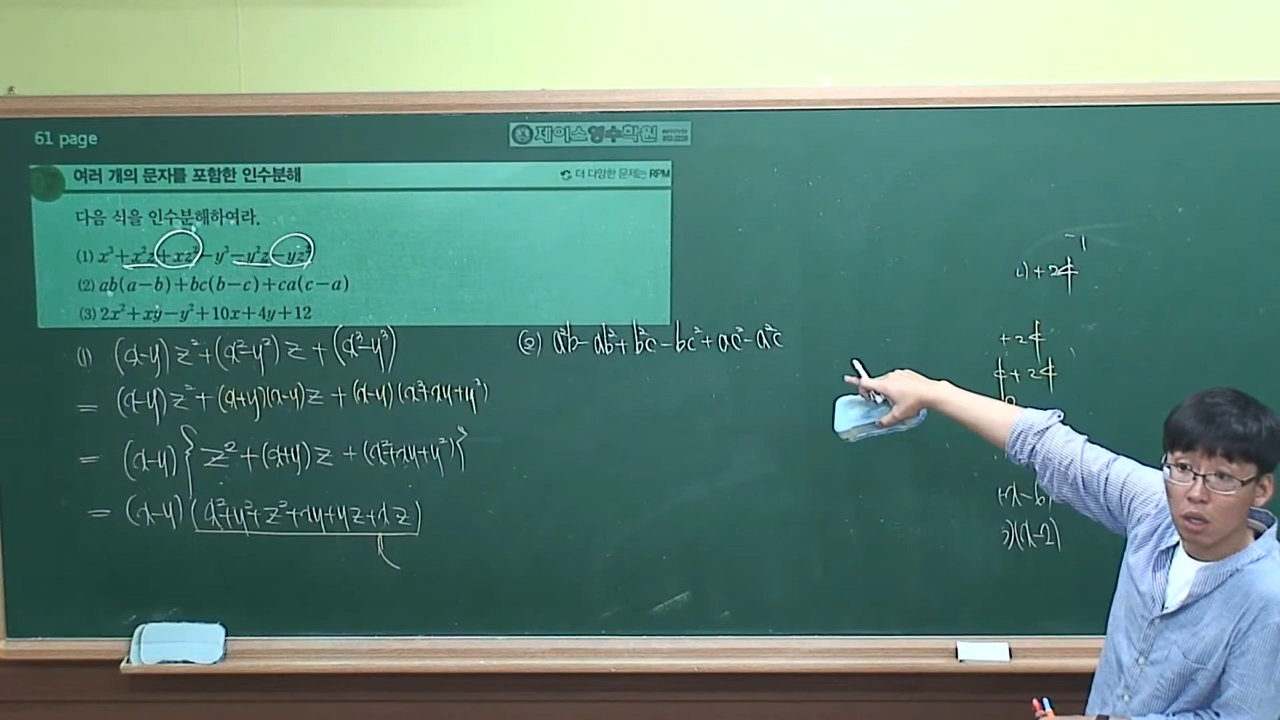 61 page
제이스영수학원
여러 개의 문자를 포함한 인수분해
더 다양한 문제는 RPM
다음 식을 인수분해하여라.
(1) x³+x²z+xz²−y³−y²z−yz²
(2) ab(a−b)+bc(b−c)+ca(c−a)
(3) 2x²+xy−y²+10x+4y+12
(1) (x-y)z²+(x²-y²)z+(x³-y³)
= (x-y)z²+(x+y)(x-y)z+(x-y)(x²+xy+y²)
= (x-y){z²+(x+y)z+(x²+xy+y²)}
= (x-y)(x²+y²+z²+xy+yz+xz)
(2) a²b-ab²+b²c-bc²+ac²-a²c
)(x-2)